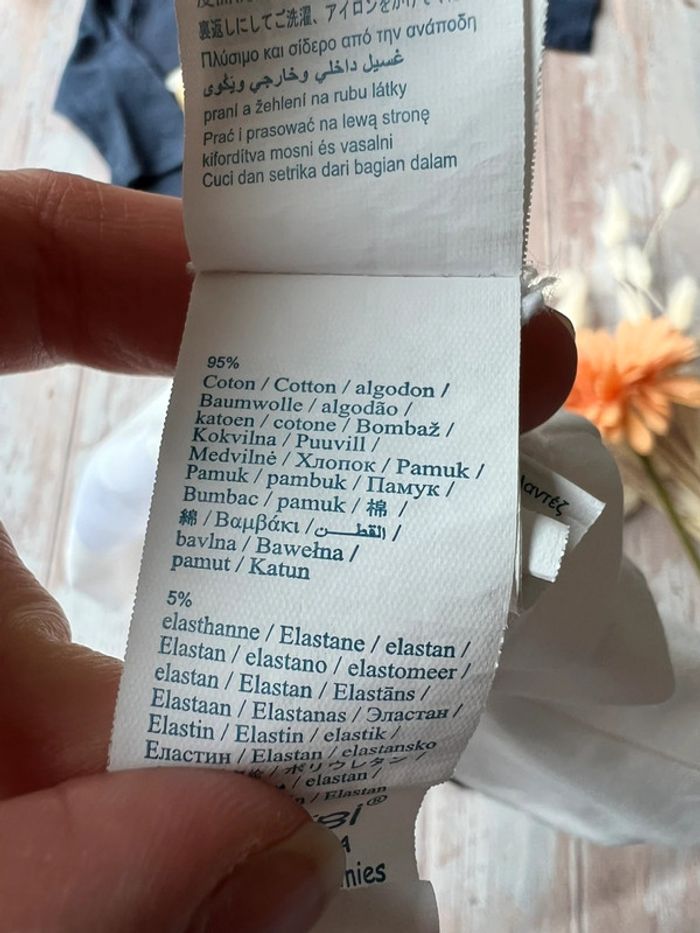 裏返しにしてご洗濯、アイロンをかけて
Πλύσιμο και σίδερο από την ανάποδη
غسيل داخلي وخارجي ويُكوى
praní a žehlení na rubu látky
Prać i prasować na lewą stronę
kifordítva mosni és vasalni
Cuci dan setrika dari bagian dalam
95%
Coton / Cotton / algodon /
Baumwolle / algodão /
katoen / cotone / Bombaž /
Kokvilna / Puuvill /
Medvilnė / Хлопок / Pamuk /
Pamuk / pambuk / Памук /
Bumbac / pamuk / 棉 /
綿 / Βαμβάκι / القطن /
bavlna / Bawełna /
pamut / Katun
5%
elasthanne / Elastane / elastan /
Elastan / elastano / elastomeer /
elastan / Elastan / Elastāns /
Elastaan / Elastanas / Эластан /
Elastin / Elastin / elastik /
Еластин / Elastan / elastansko
ポリウレタン /
/ elastan /
/ Elastan
®
nies